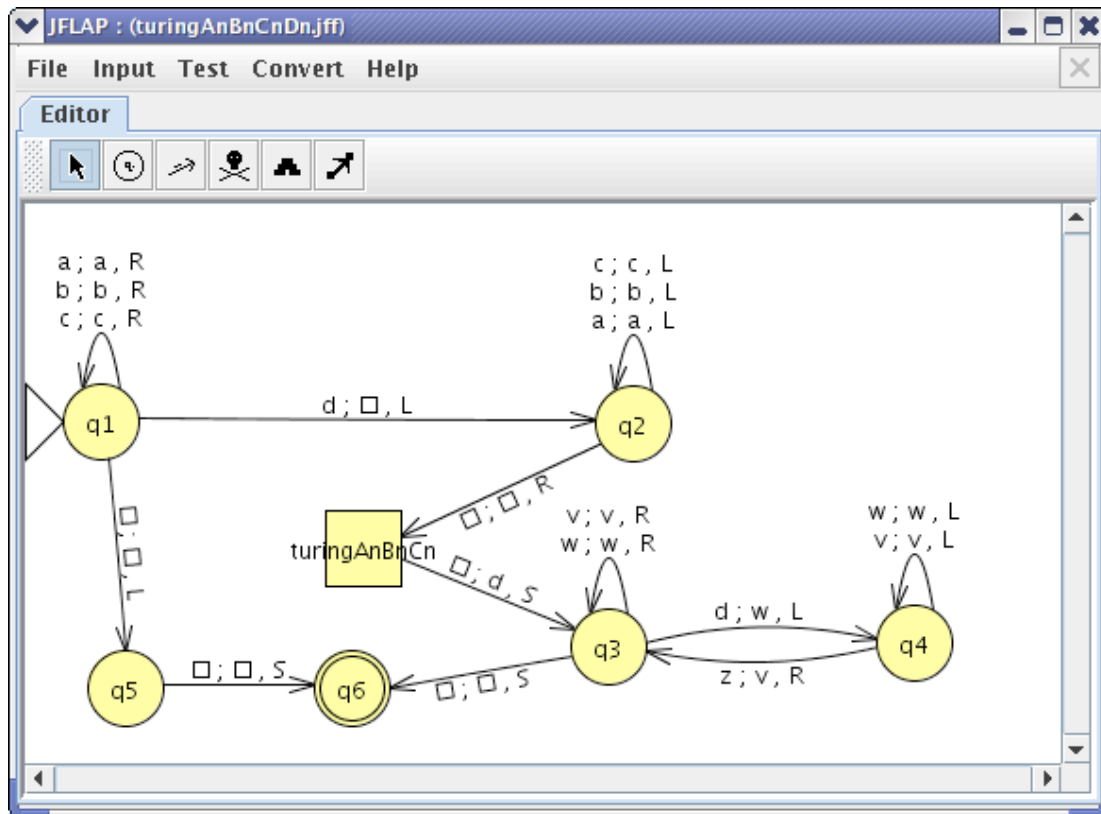 JFLAP : (turingAnBnCnDn.jff)
File Input Test Convert Help
Editor
q
a ; a , R
b ; b , R
c ; c , R
c ; c , L
b ; b , L
a ; a , L
q1
d ; □ , L
q2
□ ; □ , R
□ ; □ , L
turingAnBnCn
□ ; d , S
v ; v , R
w ; w , R
w ; w , L
v ; v , L
q3
d ; w , L
z ; v , R
q4
q5
□ ; □ , S
q6
□ ; □ , S